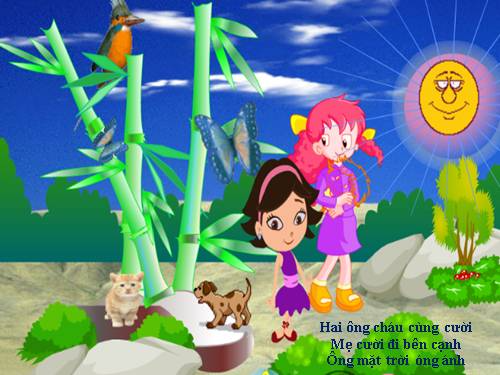 Hai ông cháu cùng cười
Mẹ cười đi bên cạnh
Ông mặt trời óng ánh